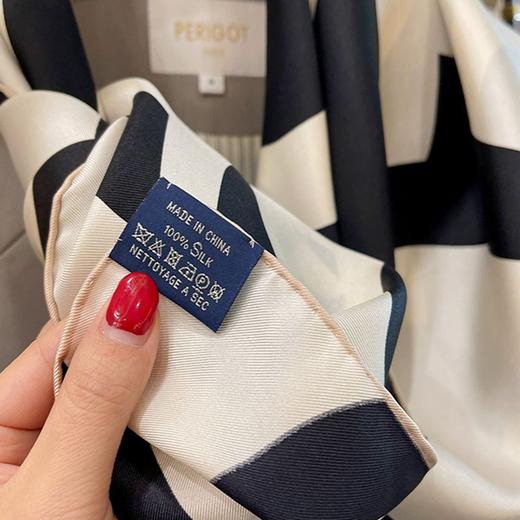 PERIGOT
MADE IN CHINA
100% SILK
NETTOYAGE A SEC